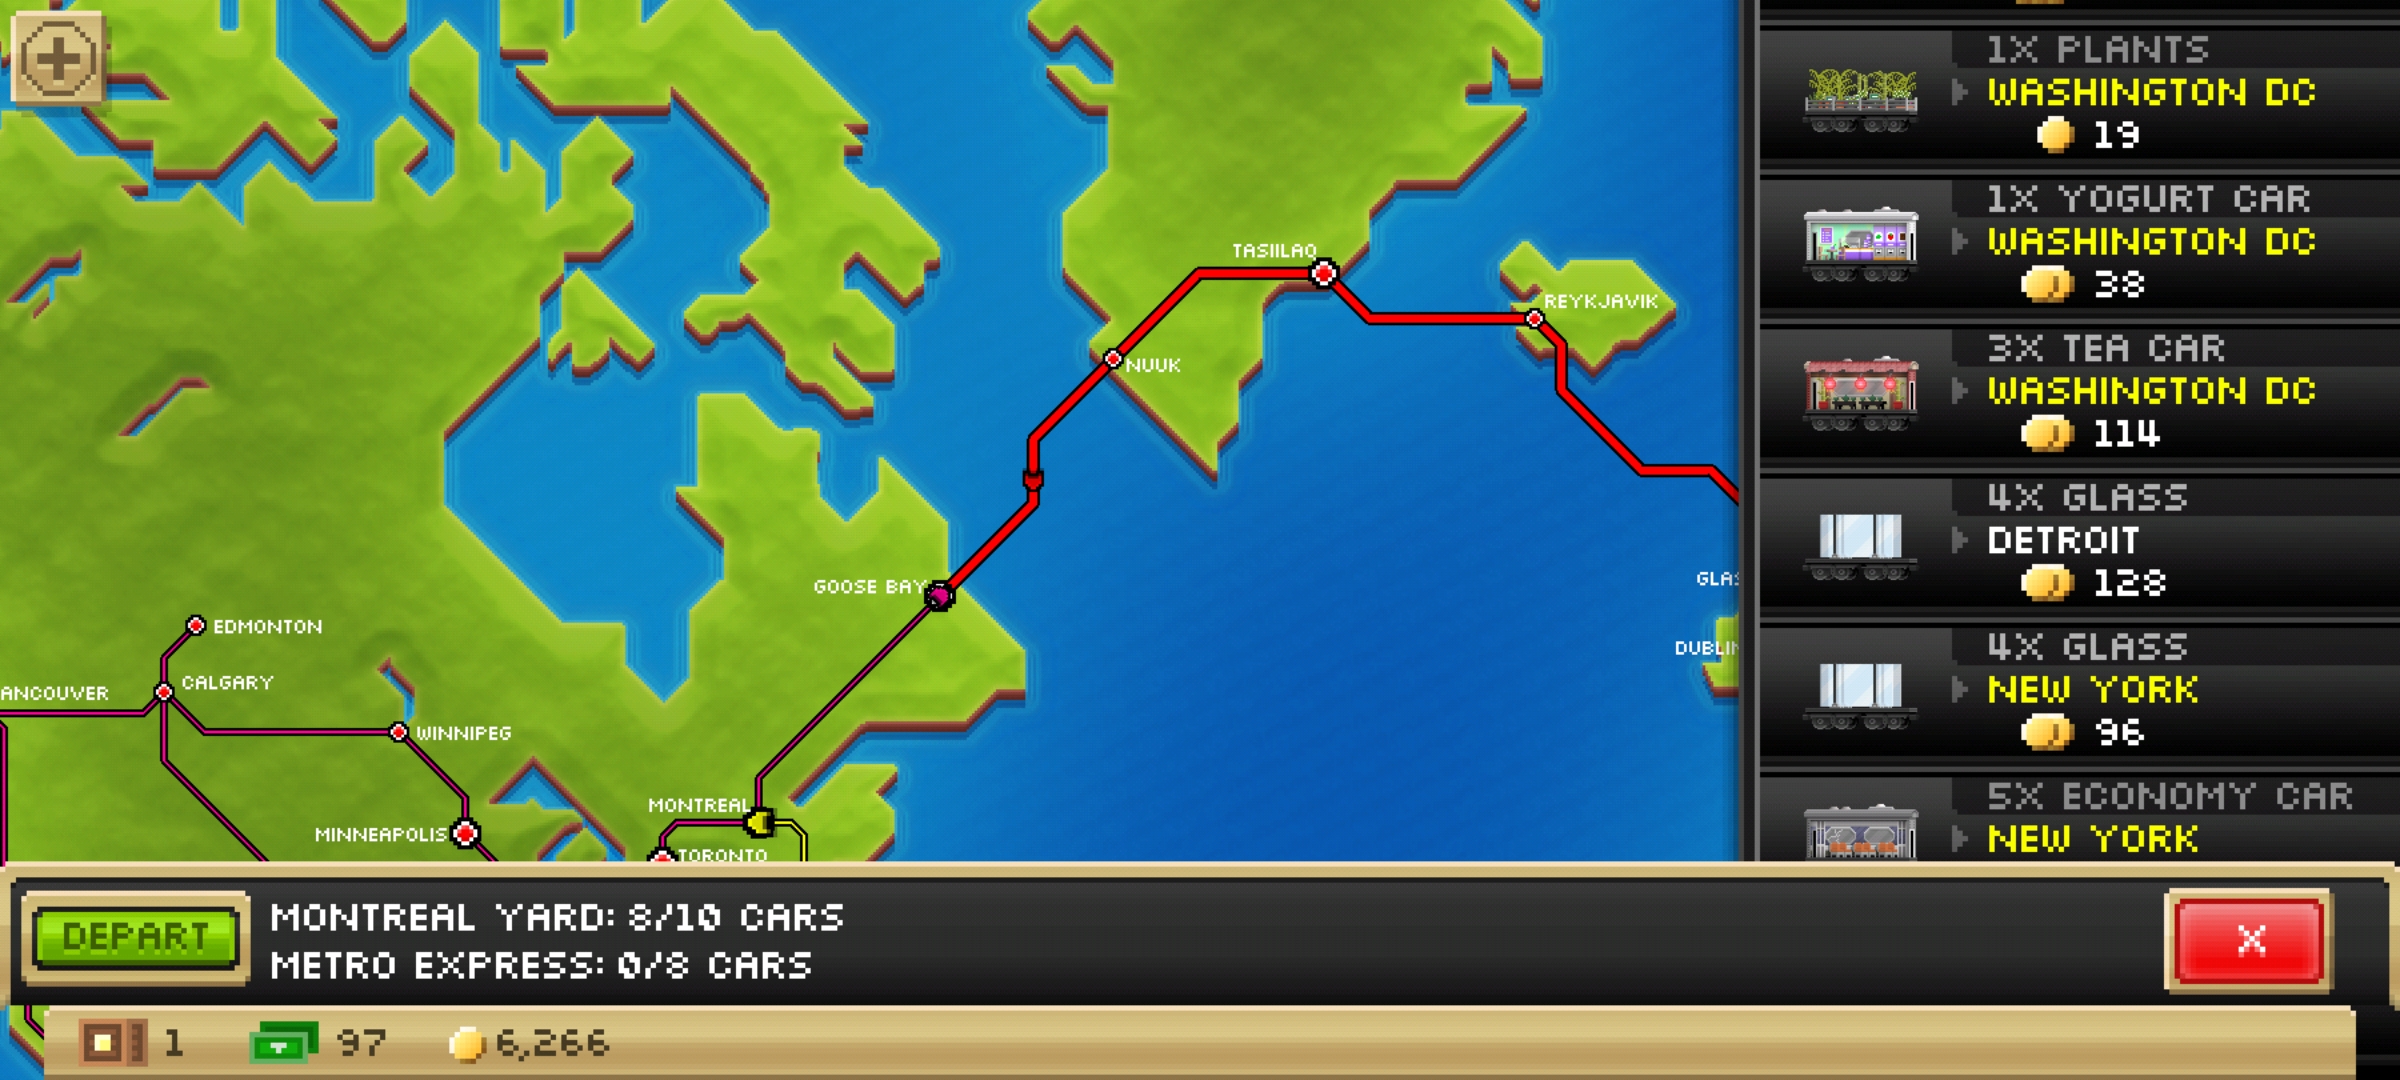 TASIILAQ
REYKJAVIK
NUUK
GOOSE BAY
EDMONTON
CALGARY
ANCOUVER
WINNIPEG
MINNEAPOLIS
MONTREAL
TORONTO
GLAS
DUBLIN
1X PLANTS
WASHINGTON DC
19
1X YOGURT CAR
WASHINGTON DC
38
3X TEA CAR
WASHINGTON DC
114
4X GLASS
DETROIT
128
4X GLASS
NEW YORK
96
5X ECONOMY CAR
NEW YORK
DEPART
MONTREAL YARD: 8/10 CARS
METRO EXPRESS: 0/8 CARS
X
1
97
6,266